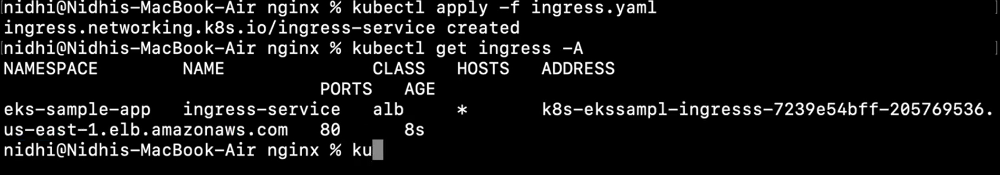 nidhi@Nidhis-MacBook-Air nginx % kubectl apply -f ingress.yaml
ingress.networking.k8s.io/ingress-service created
nidhi@Nidhis-MacBook-Air nginx % kubectl get ingress -A
NAMESPACE NAME CLASS HOSTS ADDRESS
PORTS AGE
eks-sample-app ingress-service alb * k8s-ekssampl-ingresss-7239e54bff-205769536.
us-east-1.elb.amazonaws.com 80 8s
nidhi@Nidhis-MacBook-Air nginx % ku